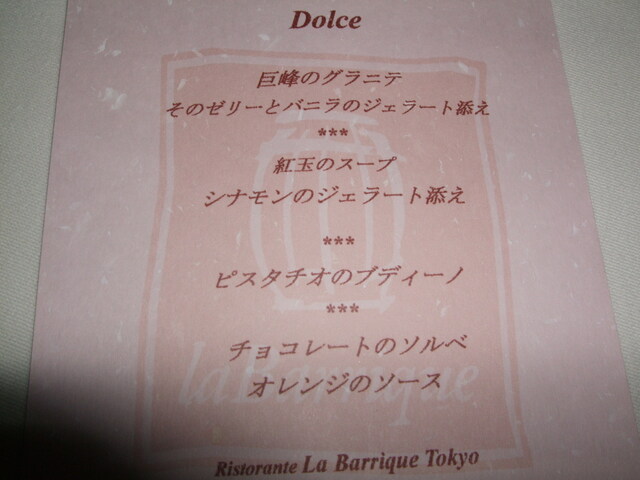 Dolce
巨峰のグラニテ
そのゼリーとバニラのジェラート添え
***
紅玉のスープ
シナモンのジェラート添え
***
ピスタチオのブディーノ
***
チョコレートのソルベ
オレンジのソース
la Barrique
Ristorante La Barrique Tokyo